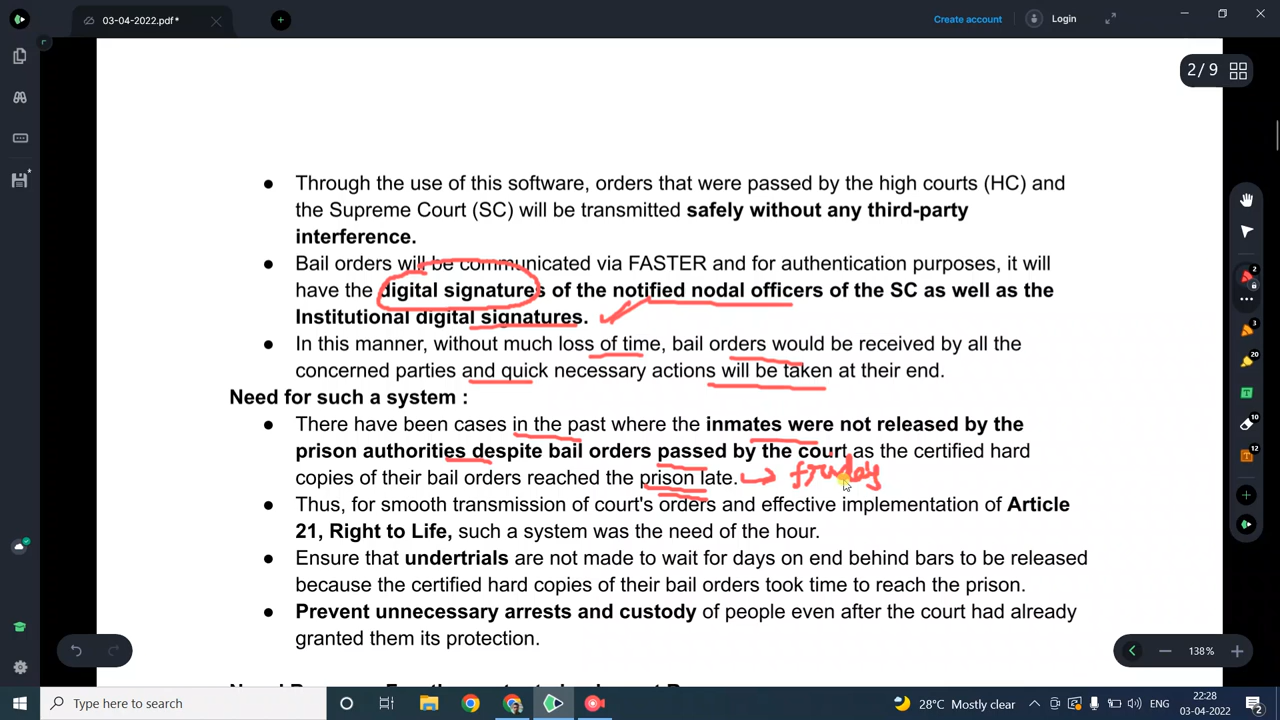 03-04-2022.pdf*
Create account
Login
2/ 9
Through the use of this software, orders that were passed by the high courts (HC) and
the Supreme Court (SC) will be transmitted safely without any third-party
interference.
Bail orders will be communicated via FASTER and for authentication purposes, it will
have the digital signatures of the notified nodal officers of the SC as well as the
Institutional digital signatures.
In this manner, without much loss of time, bail orders would be received by all the
concerned parties and quick necessary actions will be taken at their end.
Need for such a system :
There have been cases in the past where the inmates were not released by the
prison authorities despite bail orders passed by the court as the certified hard
copies of their bail orders reached the prison late. → friday
Thus, for smooth transmission of court's orders and effective implementation of Article
21, Right to Life, such a system was the need of the hour.
Ensure that undertrials are not made to wait for days on end behind bars to be released
because the certified hard copies of their bail orders took time to reach the prison.
Prevent unnecessary arrests and custody of people even after the court had already
granted them its protection.
2
3
20
10
12
138%
Type here to search
28°C Mostly clear
ENG
22:28
03-04-2022
2